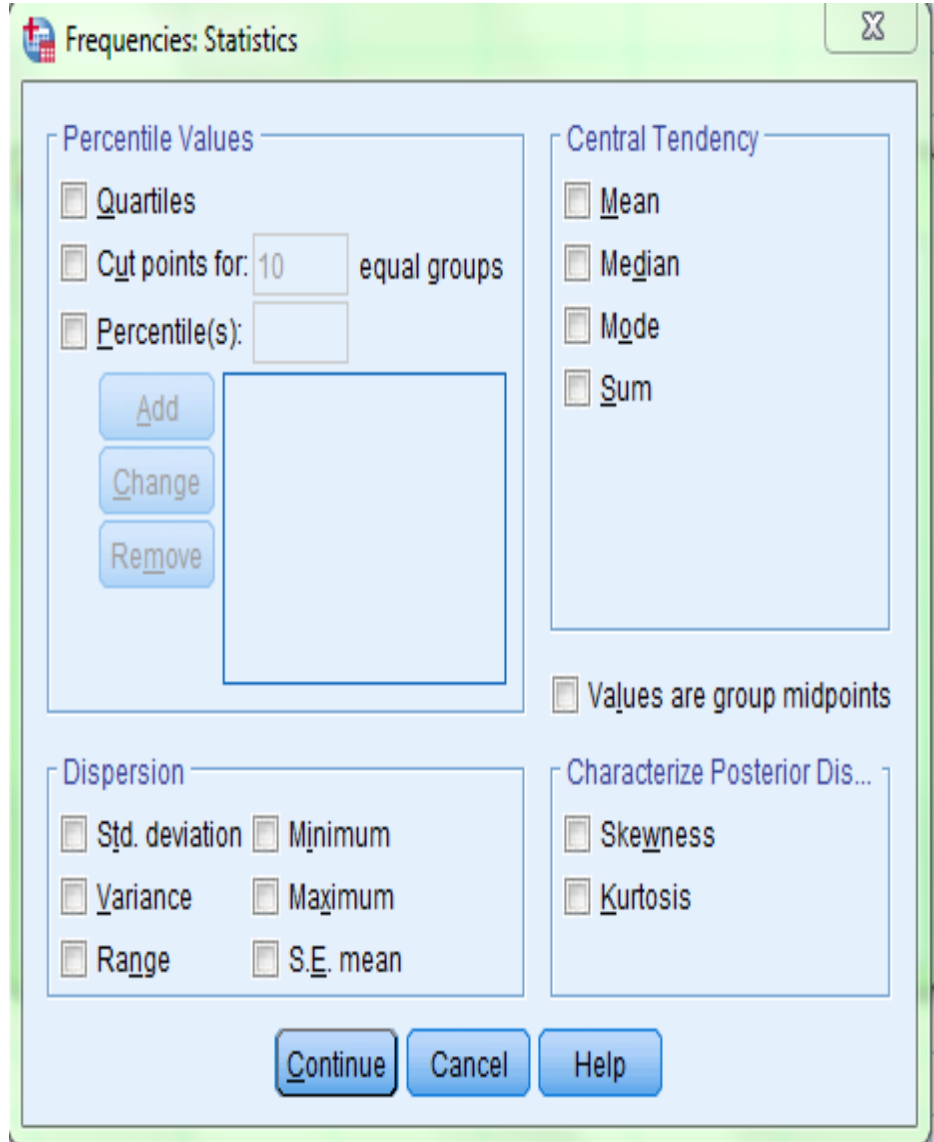 Frequencies: Statistics
Percentile Values
Quartiles
Cut points for: 10 equal groups
Percentile(s):
Add
Change
Remove
Central Tendency
Mean
Median
Mode
Sum
Values are group midpoints
Dispersion
Std. deviation Minimum
Variance Maximum
Range S.E. mean
Characterize Posterior Dis...
Skewness
Kurtosis
Continue Cancel Help